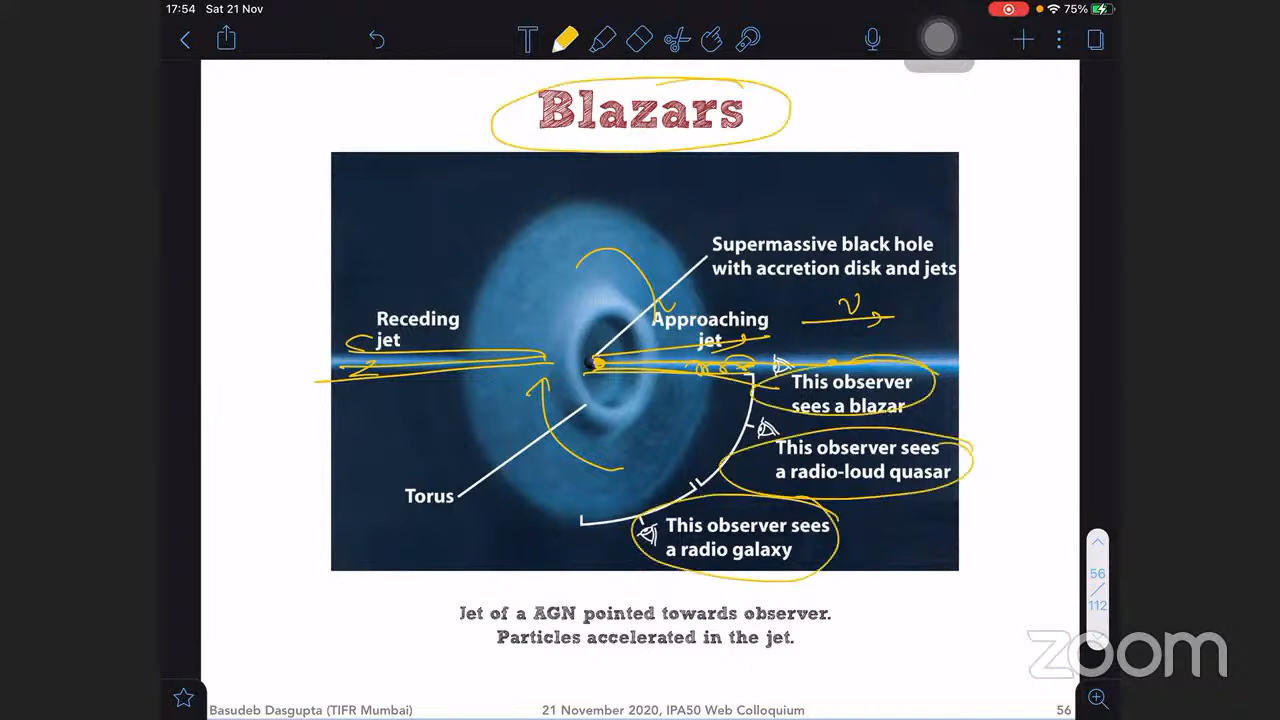 17:54 Sat 21 Nov
75%
T
Blazars
Supermassive black hole
with accretion disk and jets
Receding
jet
Approaching
jet
ν
This observer
sees a blazar
This observer sees
a radio-loud quasar
Torus
This observer sees
a radio galaxy
56
112
Jet of a AGN pointed towards observer.
Particles accelerated in the jet.
zoom
Basudeb Dasgupta (TIFR Mumbai) 21 November 2020, IPA50 Web Colloquium 56